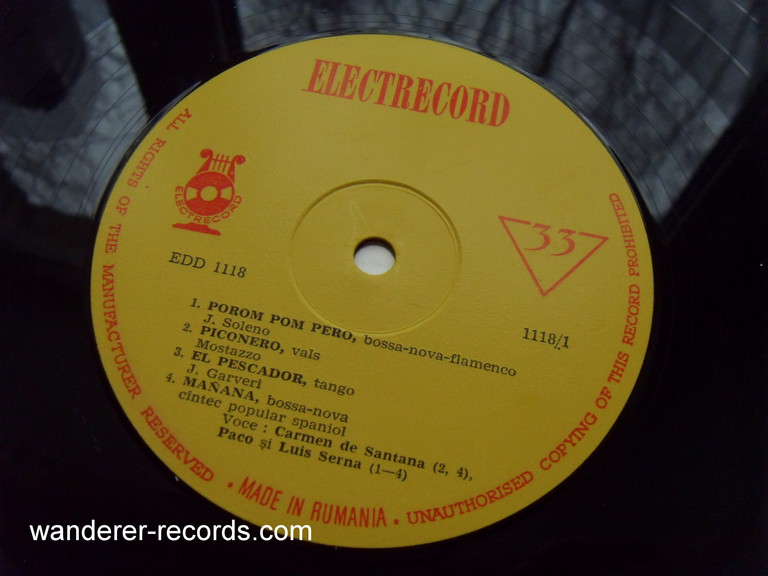 ELECTRECORD
ELECTRECORD
33
EDD 1118
1118/1
1. POROM POM PERO, bossa-nova-flamenco
J. Soleno
2. PICONERO, vals
Mostazzo
3. EL PESCADOR, tango
J. Garveri
4. MAÑANA, bossa-nova
cîntec popular spaniol
Voce : Carmen de Santana (2, 4),
Paco și Luis Serna (1—4)
ALL RIGHTS OF THE MANUFACTURER RESERVED • MADE IN RUMANIA • UNAUTHORISED COPYING OF THIS RECORD PROHIBITED
wanderer-records.com